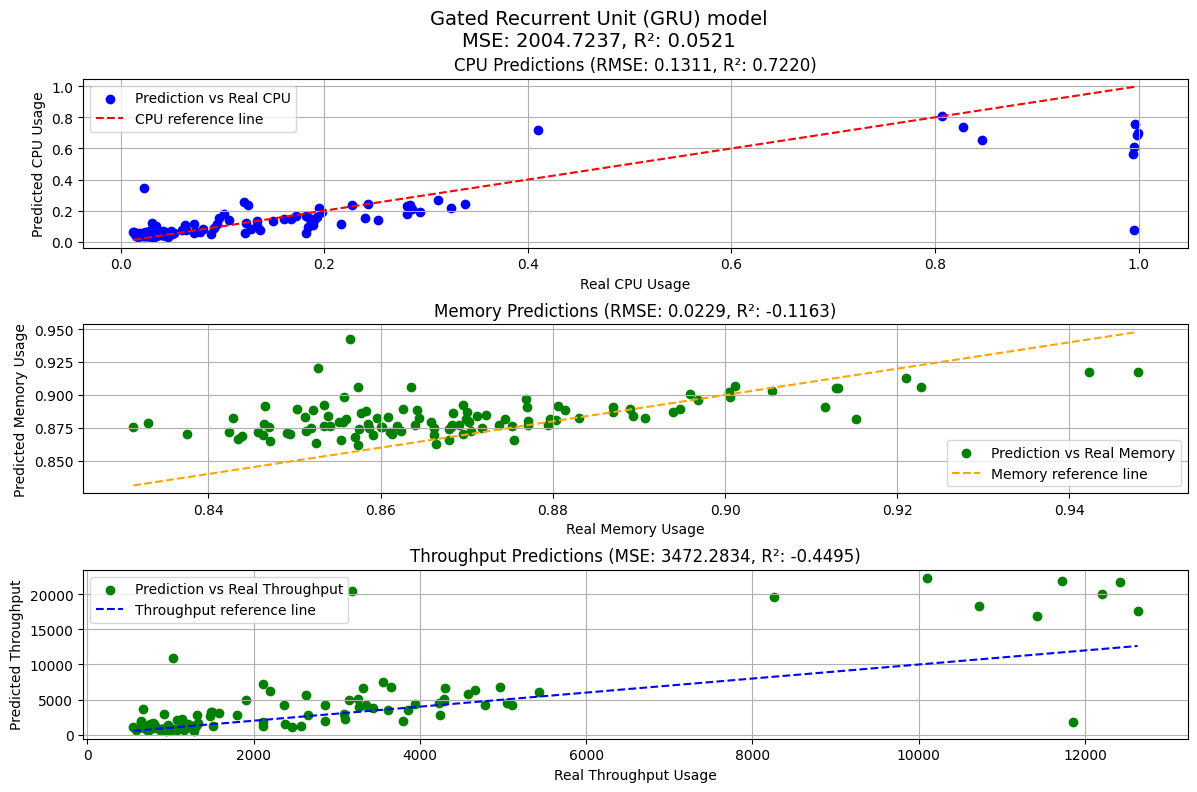 Gated Recurrent Unit (GRU) model
MSE: 2004.7237, R²: 0.0521
CPU Predictions (RMSE: 0.1311, R²: 0.7220)
Predicted CPU Usage
1.0
0.8
0.6
0.4
0.2
0.0
Prediction vs Real CPU
CPU reference line
0.0 0.2 0.4 0.6 0.8 1.0
Real CPU Usage
Memory Predictions (RMSE: 0.0229, R²: -0.1163)
Predicted Memory Usage
0.950
0.925
0.900
0.875
0.850
Prediction vs Real Memory
Memory reference line
0.84 0.86 0.88 0.90 0.92 0.94
Real Memory Usage
Throughput Predictions (MSE: 3472.2834, R²: -0.4495)
Predicted Throughput
20000
15000
10000
5000
0
Prediction vs Real Throughput
Throughput reference line
0 2000 4000 6000 8000 10000 12000
Real Throughput Usage